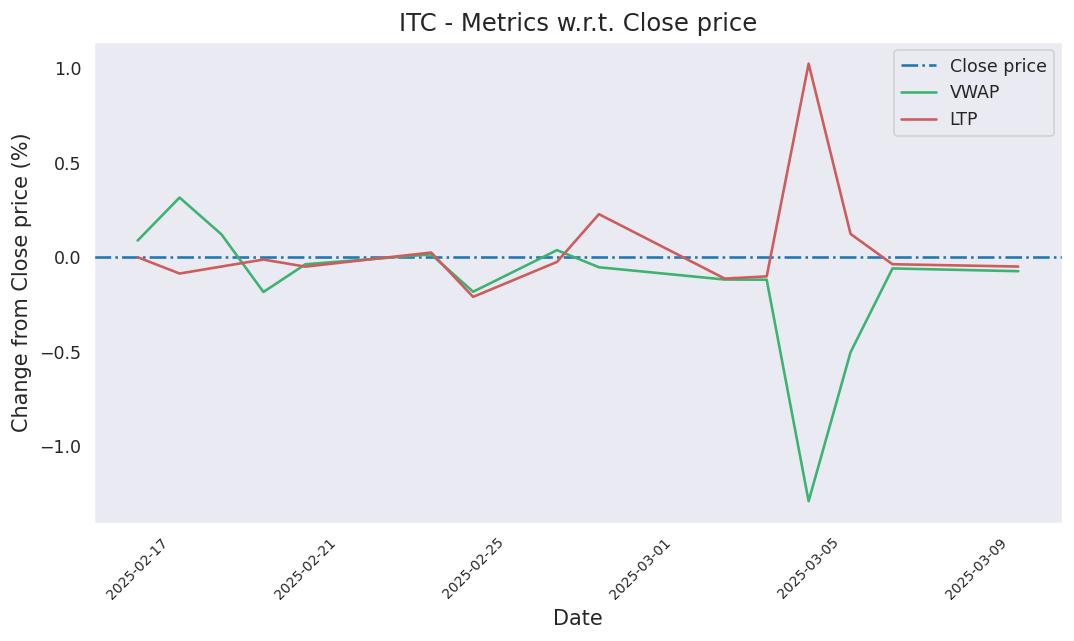 ITC - Metrics w.r.t. Close price
Close price
VWAP
LTP
Change from Close price (%)
1.0
0.5
0.0
−0.5
−1.0
2025-02-17
2025-02-21
2025-02-25
2025-03-01
2025-03-05
2025-03-09
Date